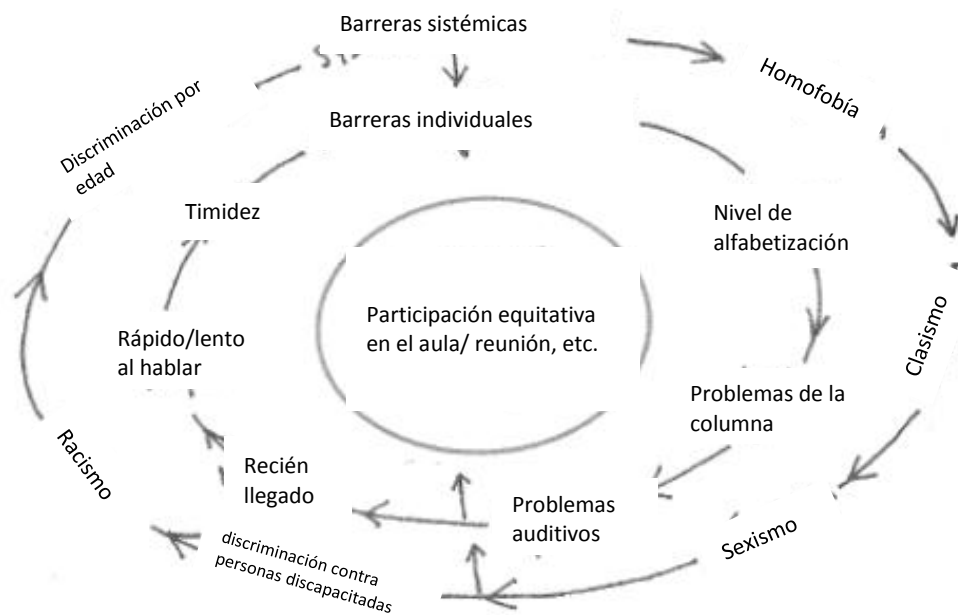 Barreras sistémicas
Homofobía
Discriminación por
edad
Barreras individuales
Timidez
Nivel de
alfabetización
Participación equitativa
en el aula/ reunión, etc.
Rápido/lento
al hablar
Clasismo
Problemas de la
columna
Racismo
Recién
llegado
Problemas
auditivos
Sexismo
discriminación contra
personas discapacitadas